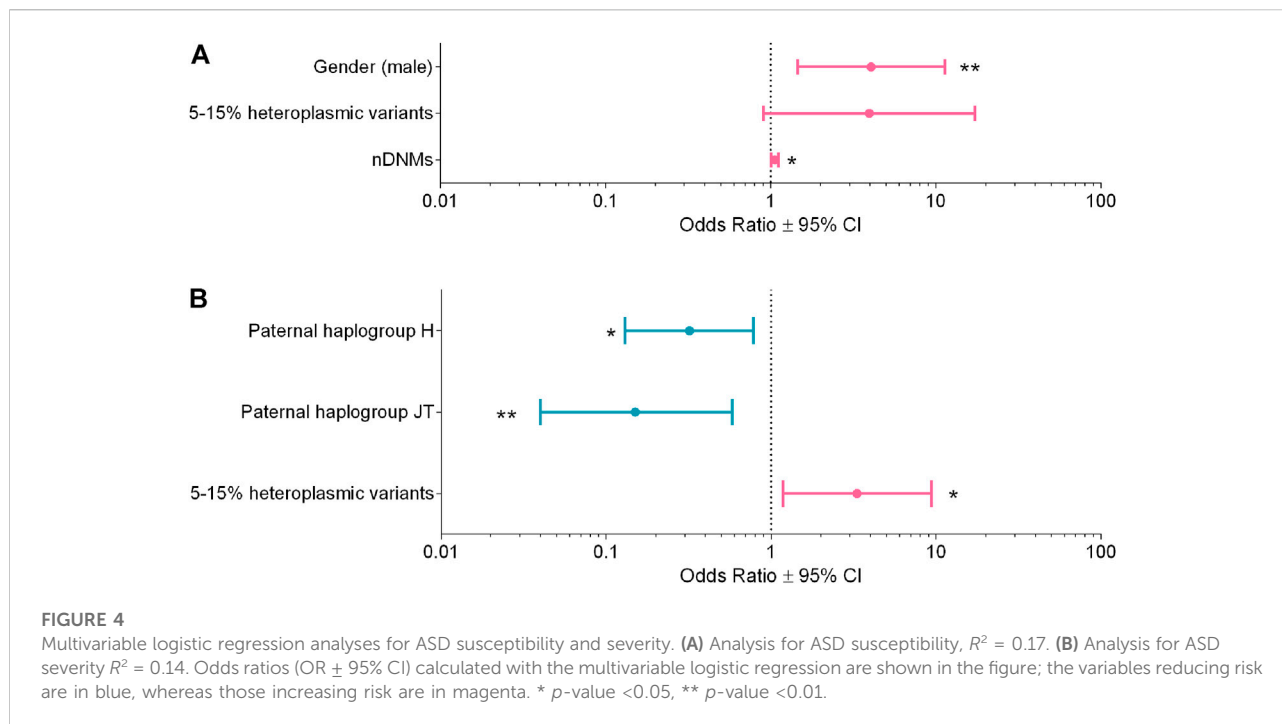 A
Gender (male)
**
5-15% heteroplasmic variants
nDNMs
*
0.01 0.1 1 10 100
Odds Ratio ± 95% CI
B
Paternal haplogroup H
*
Paternal haplogroup JT
**
5-15% heteroplasmic variants
*
0.01 0.1 1 10 100
Odds Ratio ± 95% CI
FIGURE 4
Multivariable logistic regression analyses for ASD susceptibility and severity. (A) Analysis for ASD susceptibility, R² = 0.17. (B) Analysis for ASD
severity R² = 0.14. Odds ratios (OR ± 95% CI) calculated with the multivariable logistic regression are shown in the figure; the variables reducing risk
are in blue, whereas those increasing risk are in magenta. * p-value <0.05, ** p-value <0.01.